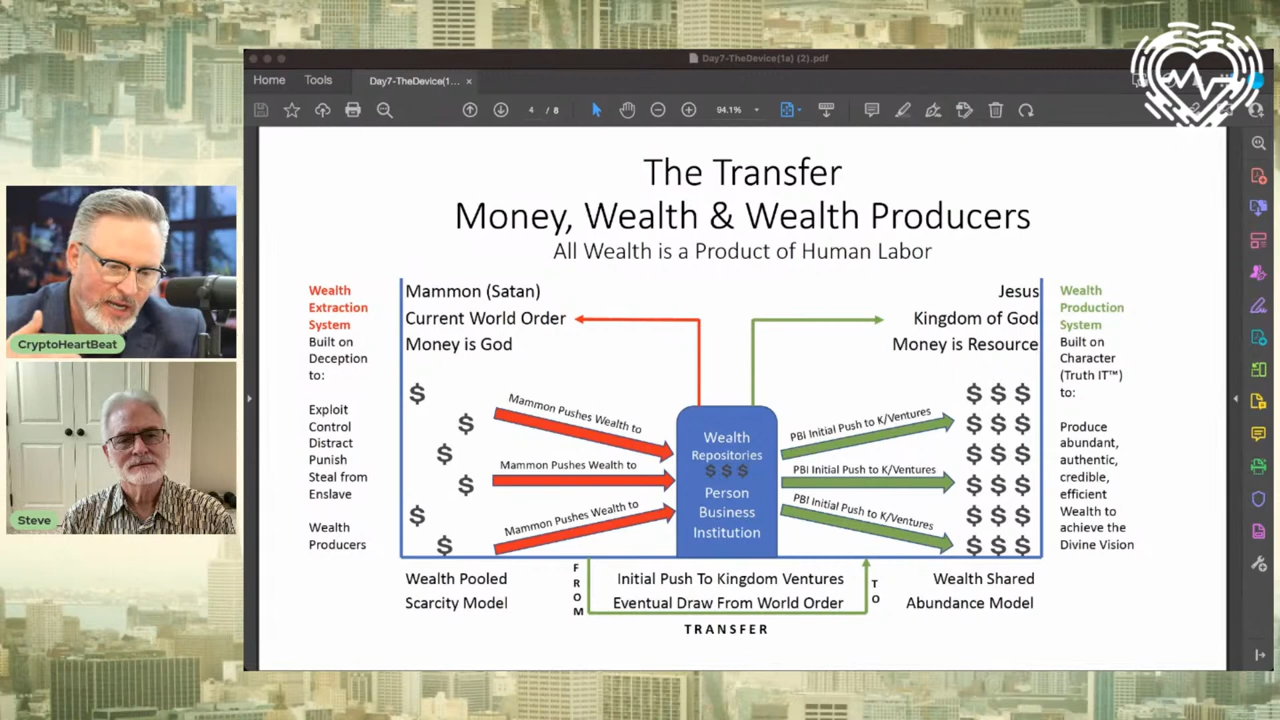 Day7-TheDevice(1a) (2).pdf
Home
Tools
Day7-TheDevice(1...
4
/ 8
94.1%
The Transfer
Money, Wealth & Wealth Producers
All Wealth is a Product of Human Labor
Wealth
Extraction
System
Built on
Deception
to:
Exploit
Control
Distract
Punish
Steal from
Enslave
Wealth
Producers
Mammon (Satan)
Current World Order
Money is God
Jesus
Kingdom of God
Money is Resource
Wealth
Production
System
Built on
Character
(Truth IT™)
to:
Produce
abundant,
authentic,
credible,
efficient
Wealth to
achieve the
Divine Vision
$
$
$
$
$
$
Mammon Pushes Wealth to
Mammon Pushes Wealth to
Mammon Pushes Wealth to
Wealth
Repositories
$ $ $
Person
Business
Institution
PBI Initial Push to K/Ventures
PBI Initial Push to K/Ventures
PBI Initial Push to K/Ventures
$ $ $
$ $ $
$ $ $
$ $ $
$ $ $
$ $ $
Wealth Pooled
Scarcity Model
FROM
Initial Push To Kingdom Ventures
Eventual Draw From World Order
TO
Wealth Shared
Abundance Model
TRANSFER
CryptoHeartBeat
Steve